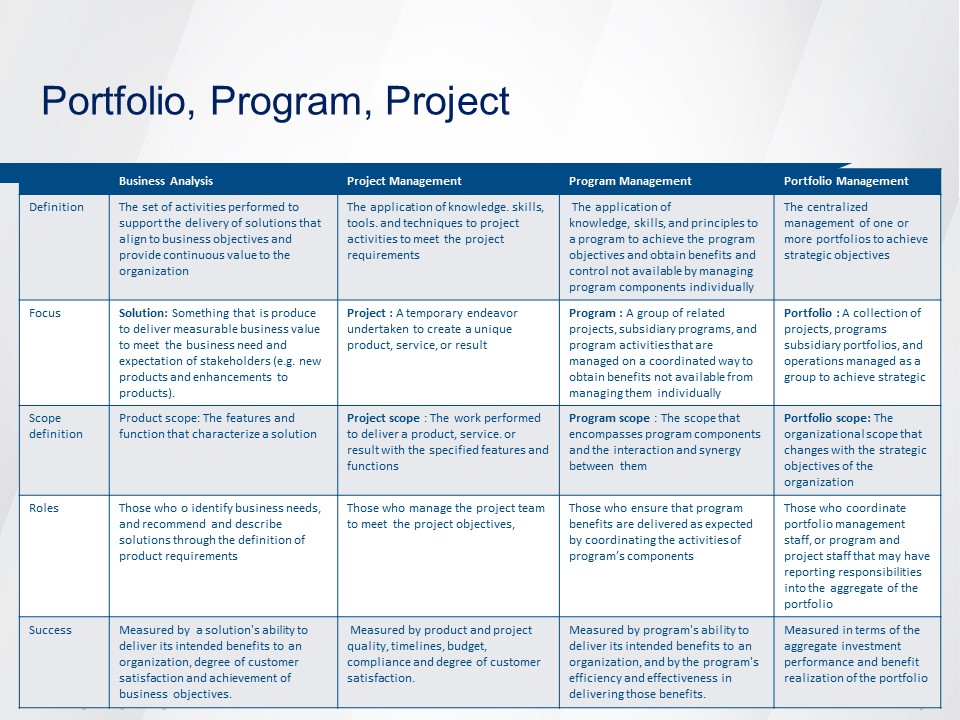 Portfolio, Program, Project
Business Analysis
Project Management
Program Management
Portfolio Management
Definition
The set of activities performed to
support the delivery of solutions that
align to business objectives and
provide continuous value to the
organization
The application of knowledge. skills,
tools. and techniques to project
activities to meet the project
requirements
The application of
knowledge, skills, and principles to
a program to achieve the program
objectives and obtain benefits and
control not available by managing
program components individually
The centralized
management of one or
more portfolios to achieve
strategic objectives
Focus
Solution: Something that is produce
to deliver measurable business value
to meet the business need and
expectation of stakeholders (e.g. new
products and enhancements to
products).
Project : A temporary endeavor
undertaken to create a unique
product, service, or result
Program : A group of related
projects, subsidiary programs, and
program activities that are
managed on a coordinated way to
obtain benefits not available from
managing them individually
Portfolio : A collection of
projects, programs
subsidiary portfolios, and
operations managed as a
group to achieve strategic
Scope
definition
Product scope: The features and
function that characterize a solution
Project scope : The work performed
to deliver a product, service. or
result with the specified features and
functions
Program scope : The scope that
encompasses program components
and the interaction and synergy
between them
Portfolio scope: The
organizational scope that
changes with the strategic
objectives of the
organization
Roles
Those who o identify business needs,
and recommend and describe
solutions through the definition of
product requirements
Those who manage the project team
to meet the project objectives,
Those who ensure that program
benefits are delivered as expected
by coordinating the activities of
program’s components
Those who coordinate
portfolio management
staff, or program and
project staff that may have
reporting responsibilities
into the aggregate of the
portfolio
Success
Measured by a solution's ability to
deliver its intended benefits to an
organization, degree of customer
satisfaction and achievement of
business objectives.
Measured by product and project
quality, timelines, budget,
compliance and degree of customer
satisfaction.
Measured by program's ability to
deliver its intended benefits to an
organization, and by the program's
efficiency and effectiveness in
delivering those benefits.
Measured in terms of the
aggregate investment
performance and benefit
realization of the portfolio